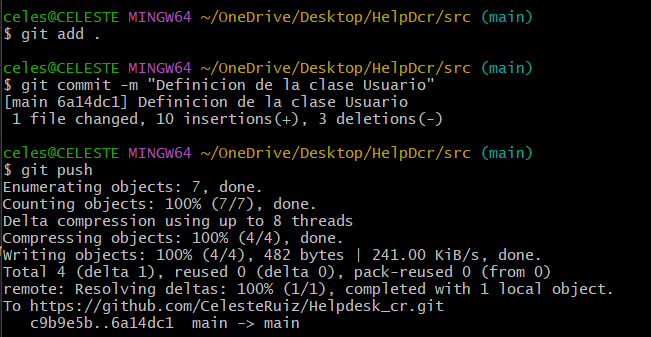 celes@CELESTE MINGW64 ~/OneDrive/Desktop/HelpDcr/src (main)
$ git add .
celes@CELESTE MINGW64 ~/OneDrive/Desktop/HelpDcr/src (main)
$ git commit -m "Definicion de la clase Usuario"
[main 6a14dc1] Definicion de la clase Usuario
1 file changed, 10 insertions(+), 3 deletions(-)
celes@CELESTE MINGW64 ~/OneDrive/Desktop/HelpDcr/src (main)
$ git push
Enumerating objects: 7, done.
Counting objects: 100% (7/7), done.
Delta compression using up to 8 threads
Compressing objects: 100% (4/4), done.
Writing objects: 100% (4/4), 482 bytes | 241.00 KiB/s, done.
Total 4 (delta 1), reused 0 (delta 0), pack-reused 0 (from 0)
remote: Resolving deltas: 100% (1/1), completed with 1 local object.
To https://github.com/CelesteRuiz/Helpdesk_cr.git
c9b9e5b..6a14dc1  main -> main